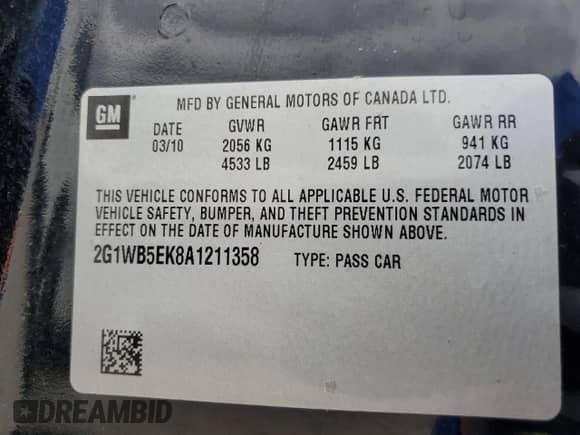 GM
MFD BY GENERAL MOTORS OF CANADA LTD.
DATE GVWR GAWR FRT GAWR RR
03/10 2056 KG 1115 KG 941 KG
4533 LB 2459 LB 2074 LB
THIS VEHICLE CONFORMS TO ALL APPLICABLE U.S. FEDERAL MOTOR
VEHICLE SAFETY, BUMPER, AND THEFT PREVENTION STANDARDS IN
EFFECT ON THE DATE OF MANUFACTURE SHOWN ABOVE.
2G1WB5EK8A1211358 TYPE: PASS CAR
DREAMBID